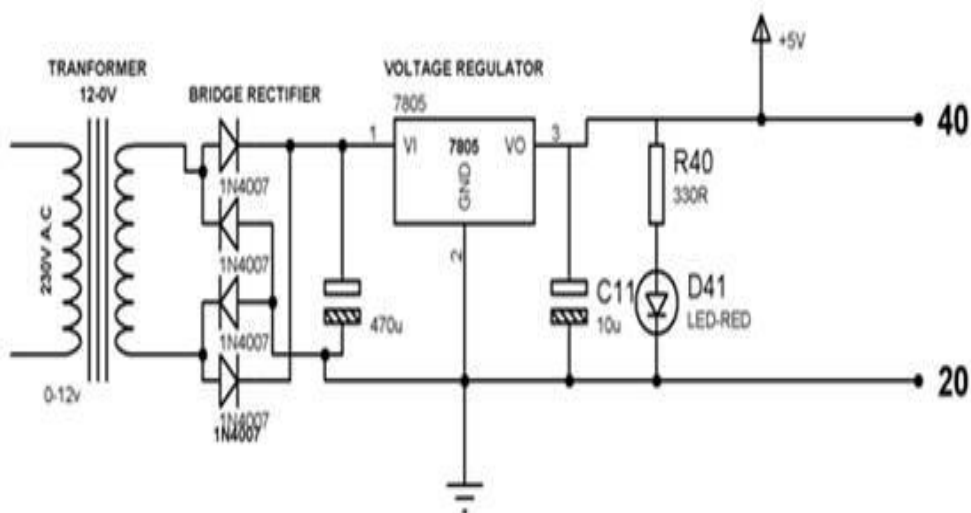 TRANFORMER
12-0V
BRIDGE RECTIFIER
VOLTAGE REGULATOR
7805
+5V
40
1
VI
7805
VO
3
GND
2
R40
330R
1N4007
1N4007
1N4007
1N4007
1N4007
230V A.C
0-12v
470u
C11
10u
D41
LED-RED
20